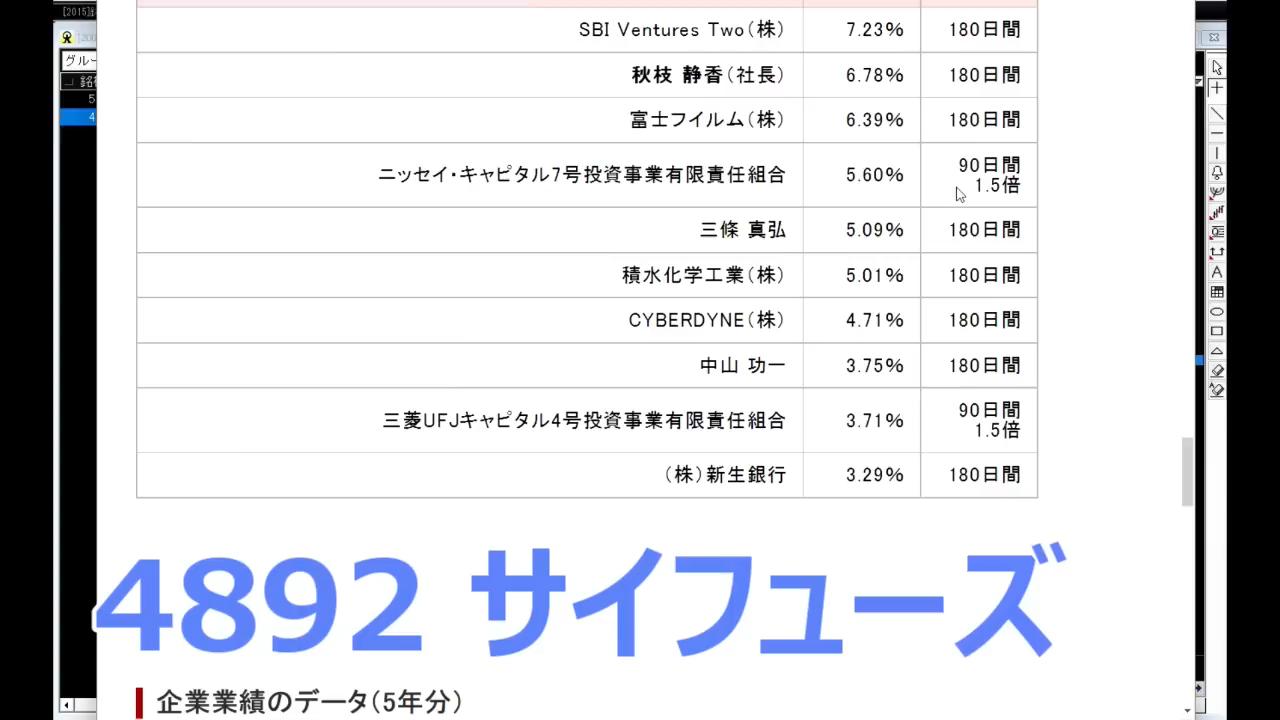 [2015]
グルー
銘
5
4
SBI Ventures Two(株) 7.23% 180日間
秋枝 静香(社長) 6.78% 180日間
富士フイルム(株) 6.39% 180日間
ニッセイ・キャピタル7号投資事業有限責任組合 5.60% 90日間
1.5倍
三條 真弘 5.09% 180日間
積水化学工業(株) 5.01% 180日間
CYBERDYNE(株) 4.71% 180日間
中山 功一 3.75% 180日間
三菱UFJキャピタル4号投資事業有限責任組合 3.71% 90日間
1.5倍
(株)新生銀行 3.29% 180日間
4892 サイフューズ
企業業績のデータ(5年分)